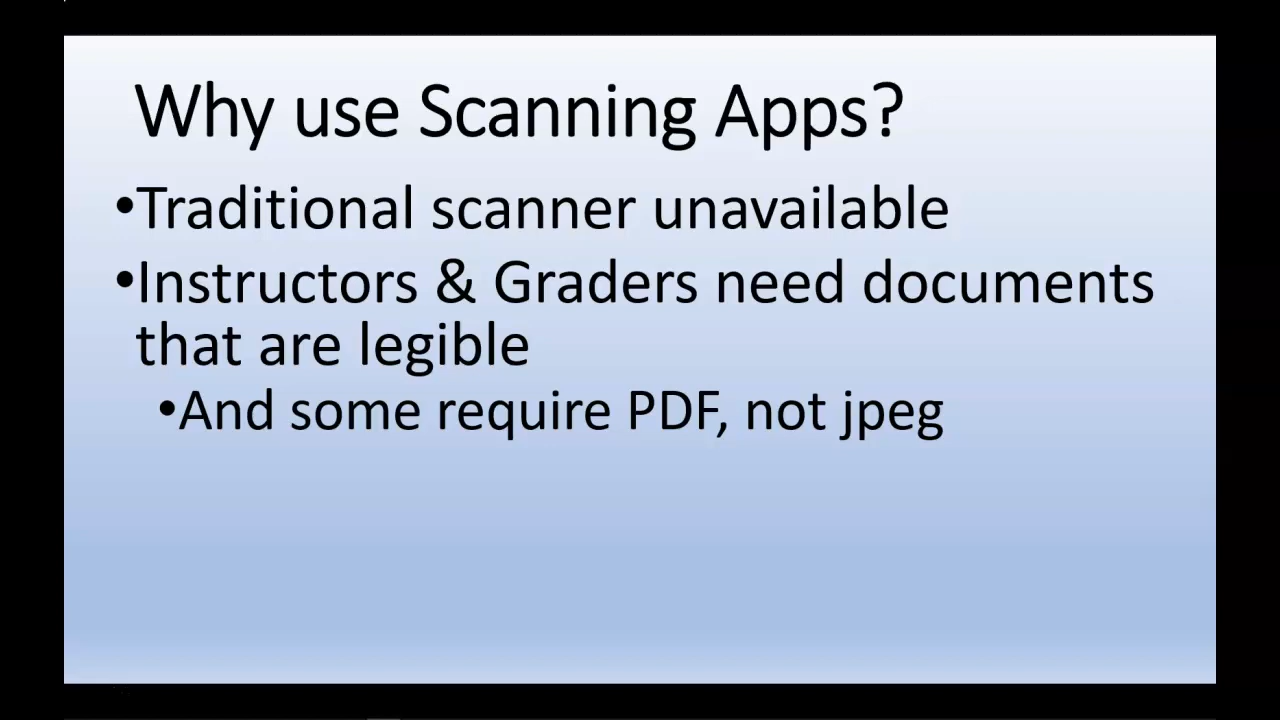 Why use Scanning Apps?
•Traditional scanner unavailable
•Instructors & Graders need documents
that are legible
•And some require PDF, not jpeg